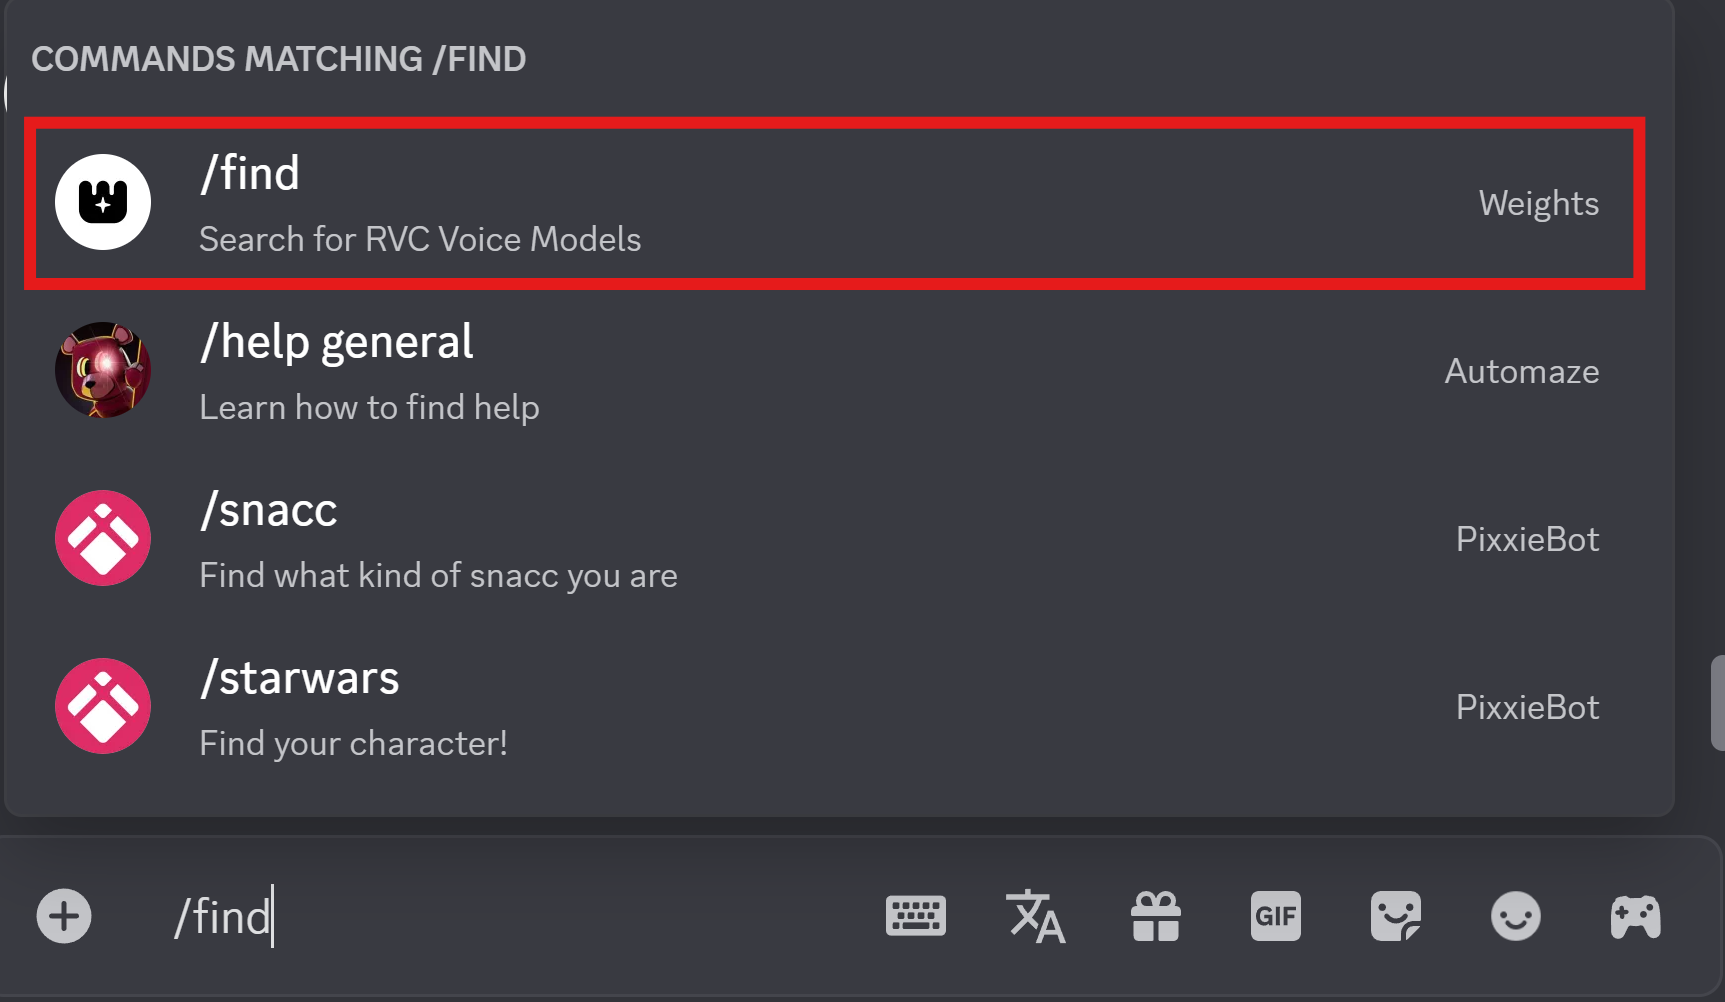 COMMANDS MATCHING /FIND
/find
Search for RVC Voice Models
Weights
/help general
Learn how to find help
Automaze
/snacc
Find what kind of snacc you are
PixxieBot
/starwars
Find your character!
PixxieBot
/find
GIF